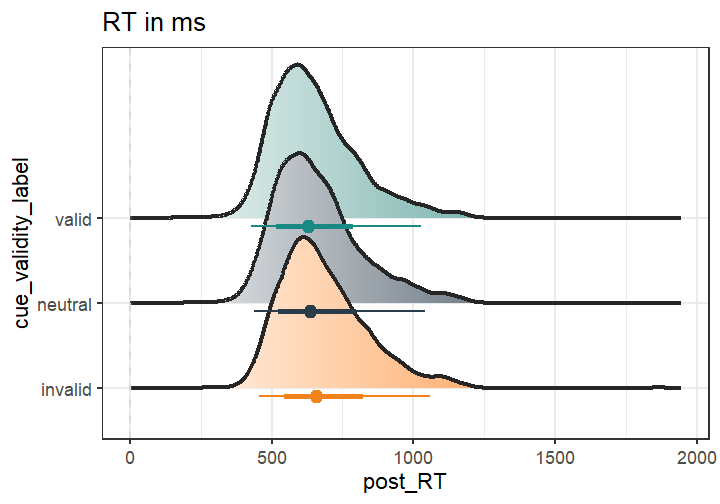 RT in ms
cue_validity_label
valid
neutral
invalid
0 500 1000 1500 2000
post_RT